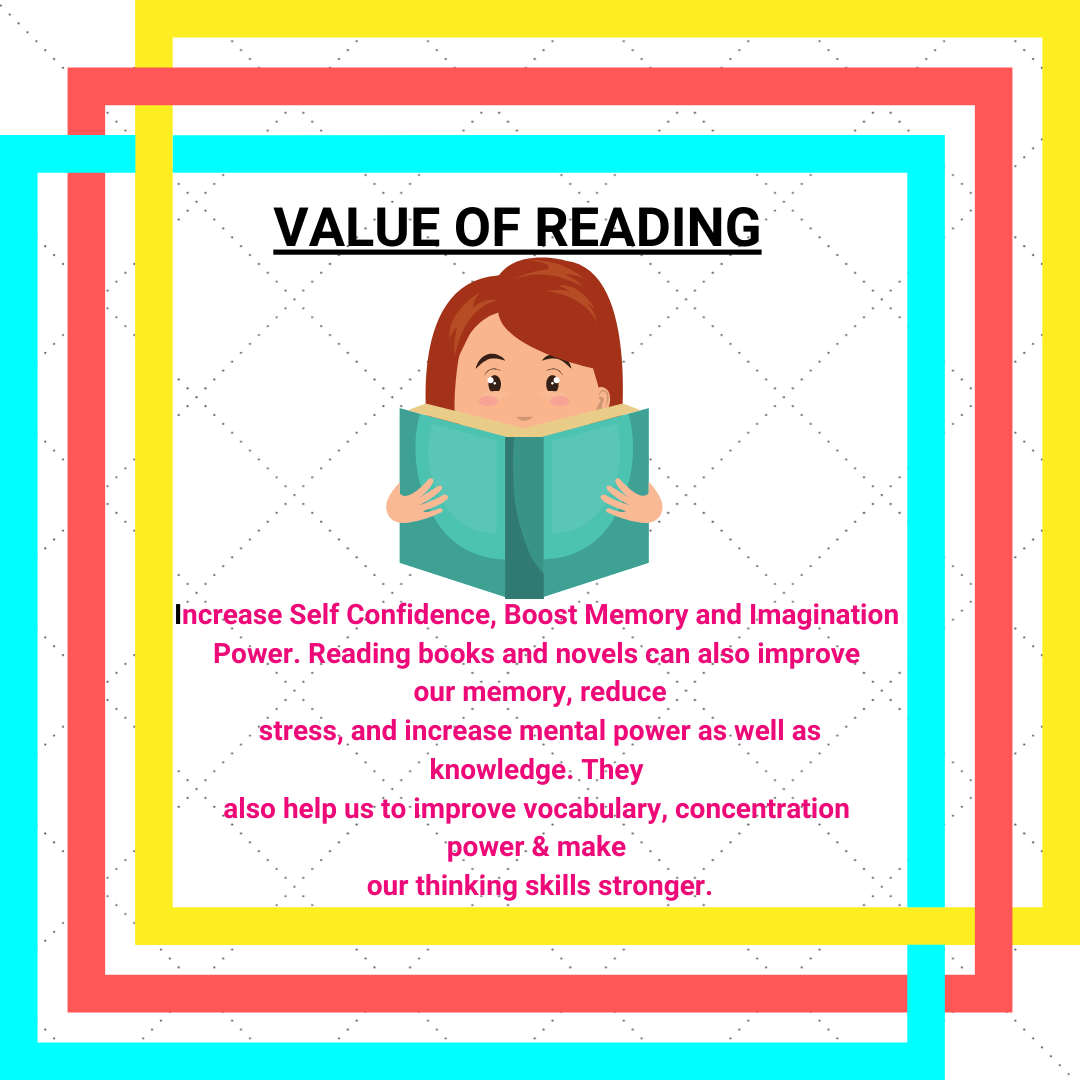 VALUE OF READING
Increase Self Confidence, Boost Memory and Imagination
Power. Reading books and novels can also improve
our memory, reduce
stress, and increase mental power as well as
knowledge. They
also help us to improve vocabulary, concentration
power & make
our thinking skills stronger.